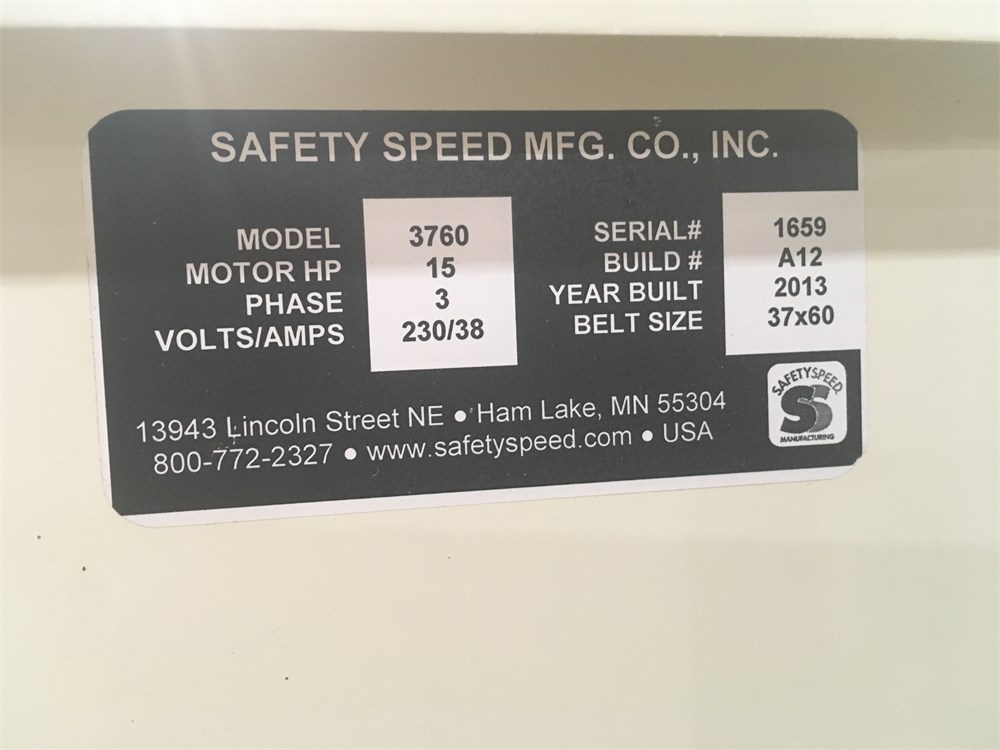 SAFETY SPEED MFG. CO., INC.
MODEL 3760 SERIAL# 1659
MOTOR HP 15 BUILD # A12
PHASE 3 YEAR BUILT 2013
VOLTS/AMPS 230/38 BELT SIZE 37x60
13943 Lincoln Street NE ● Ham Lake, MN 55304
800-772-2327 ● www.safetyspeed.com ● USA
SAFETY SPEED
SS
MANUFACTURING